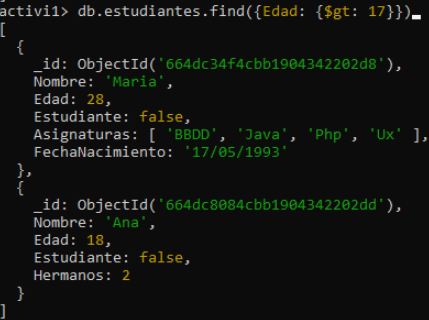 activi1> db.estudiantes.find({Edad: {$gt: 17}})
[
  {
    _id: ObjectId('664dc34f4cbb1904342202d8'),
    Nombre: 'Maria',
    Edad: 28,
    Estudiante: false,
    Asignaturas: [ 'BBDD', 'Java', 'Php', 'Ux' ],
    FechaNacimiento: '17/05/1993'
  },
  {
    _id: ObjectId('664dc8084cbb1904342202dd'),
    Nombre: 'Ana',
    Edad: 18,
    Estudiante: false,
    Hermanos: 2
  }
]